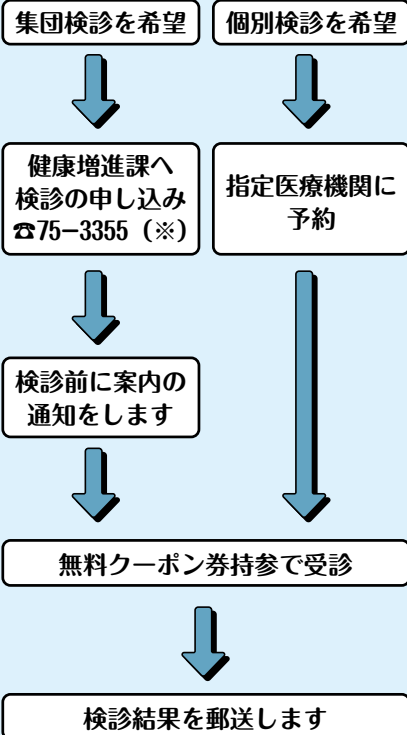 集団検診を希望
個別検診を希望
健康増進課へ
検診の申し込み
☎75−3355（※）
指定医療機関に
予約
検診前に案内の
通知をします
無料クーポン券持参で受診
検診結果を郵送します